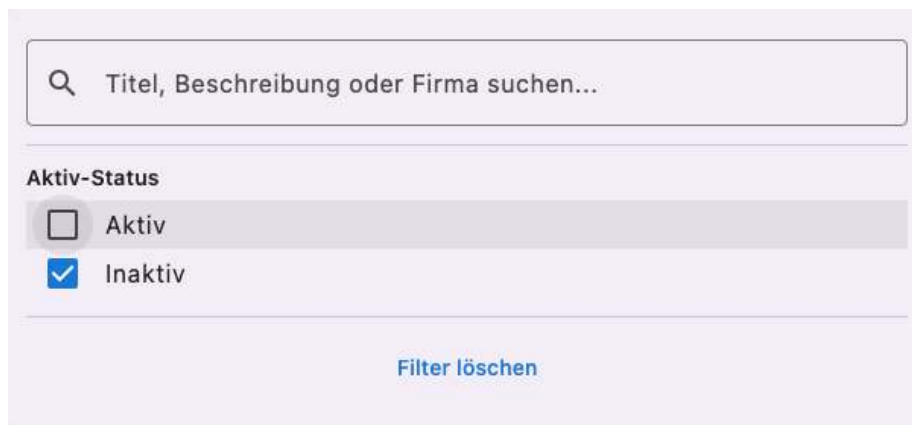 Titel, Beschreibung oder Firma suchen...
Aktiv-Status
Aktiv
Inaktiv
Filter löschen